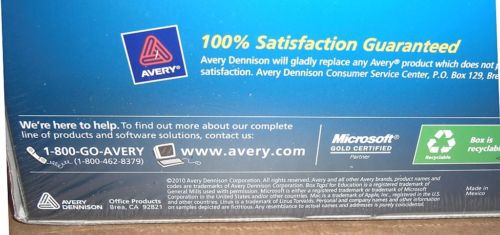 100% Satisfaction Guaranteed
Avery Dennison will gladly replace any Avery® product which does not
satisfaction. Avery Dennison Consumer Service Center, P.O. Box 129, Bre
AVERY®
We're here to help. To find out more about our complete
line of products and software solutions, contact us:
1-800-GO-AVERY
(1-800-462-8379)
www.avery.com
Microsoft®
GOLD CERTIFIED
Partner
Recyclable
Box is
recyclabl
AVERY
DENNISON
Office Products
Brea, CA 92821
©2010 Avery Dennison Corporation. All rights reserved. Avery and all other Avery brands, product names and
codes are trademarks of Avery Dennison Corporation. Box Tops for Education is a registered trademark of
General Mills used with permission. Microsoft is either a registered trademark or trademark of Microsoft
Corporation in the United States and/or other countries. Mac is a trademark of Apple, Inc., registered in the U.S.
and other countries. Linux is a trademark of Linus Torvalds. Personal and company names and other information
on samples depicted are fictitious. Any resemblance to actual names and addresses is purely coincidental.
Made in
Mexico